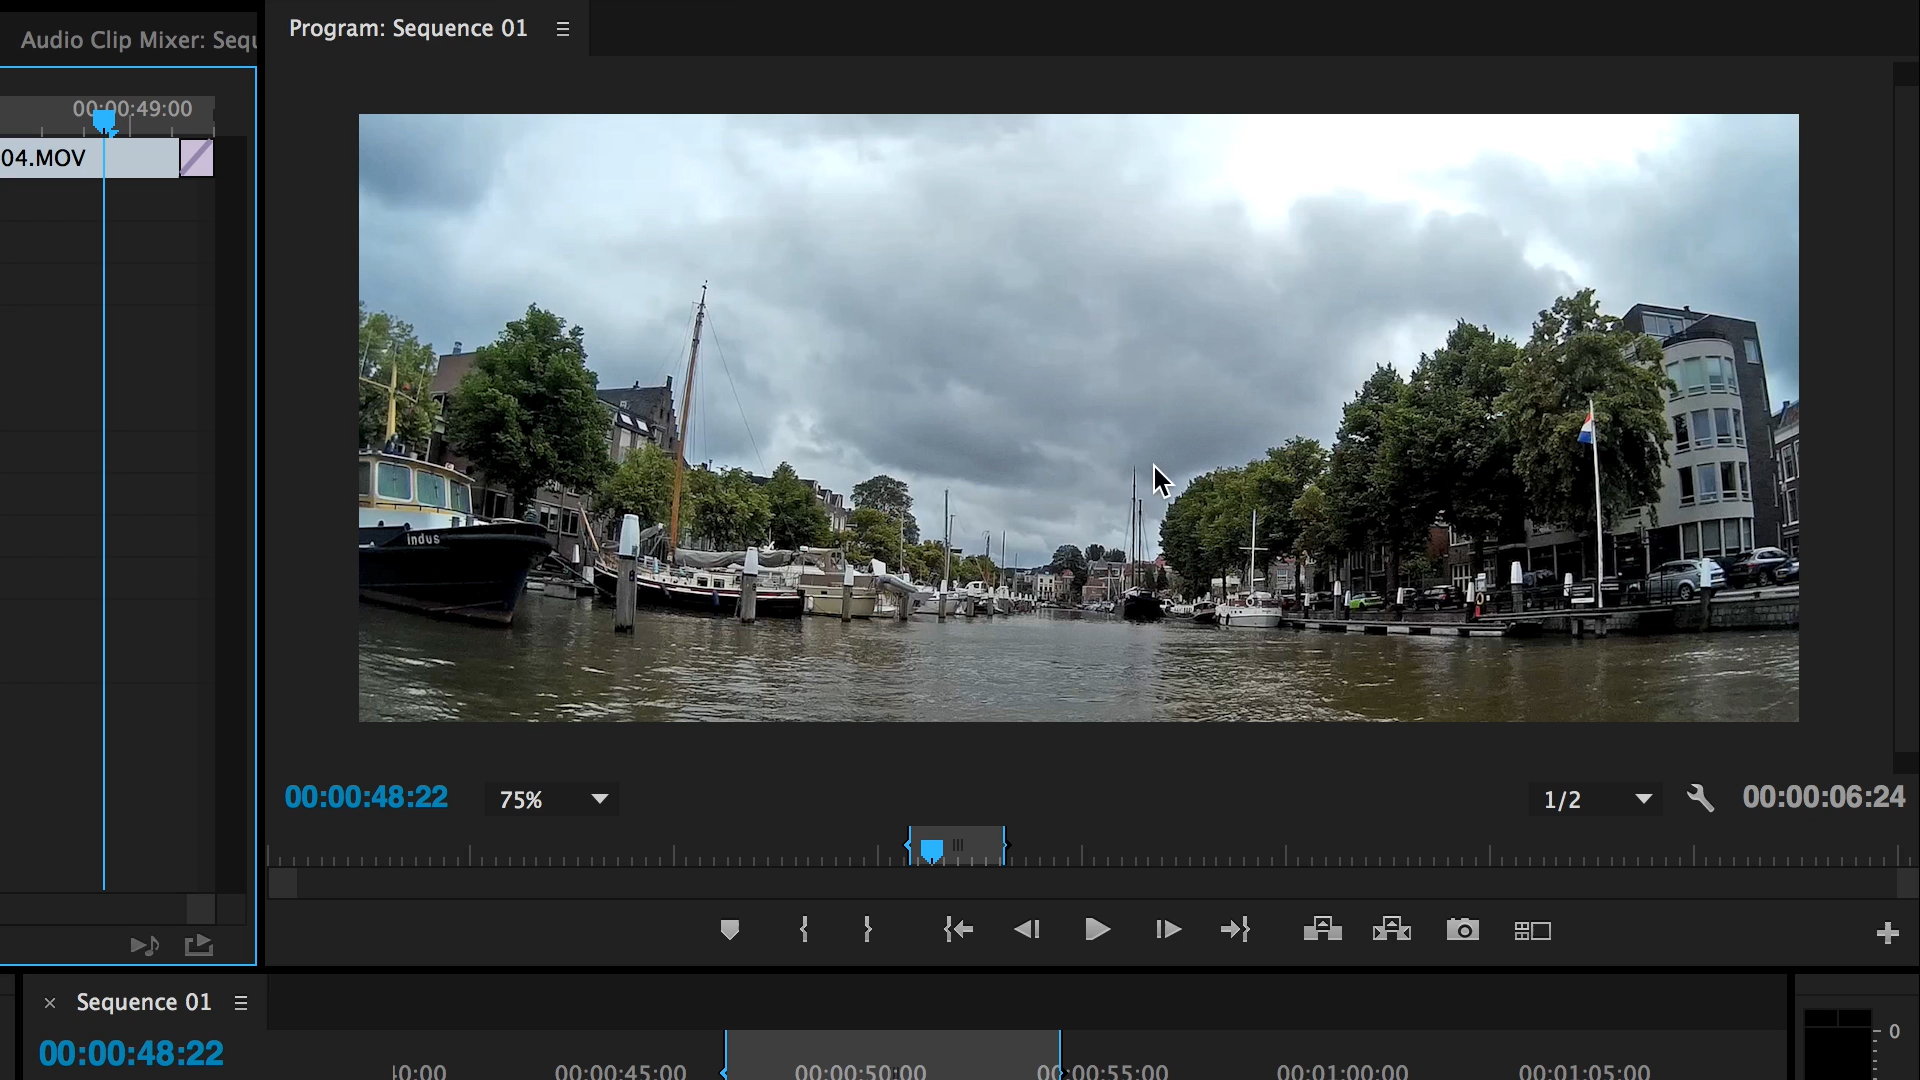 Audio Clip Mixer: Sequ
Program: Sequence 01
00:00:49:00
04.MOV
indus
00:00:48:22
75%
1/2
00:00:06:24
Sequence 01
00:00:48:22
40:00
00:00:45:00
00:00:50:00
00:00:55:00
00:01:00:00
00:01:05:00
0